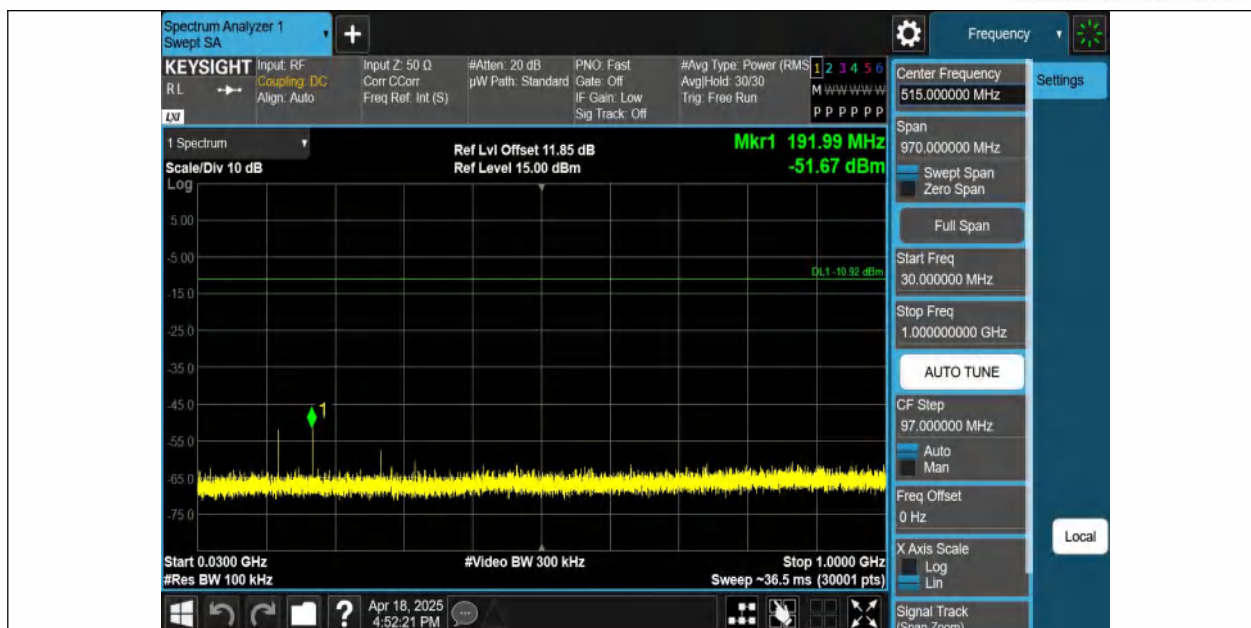 Spectrum Analyzer 1
Swept SA
Frequency
KEYSIGHT
RL
LXI
Input: RF
Coupling: DC
Align: Auto
Input Z: 50 Ω
Corr CCorr
Freq Ref: Int (S)
#Atten: 20 dB
µW Path: Standard
PNO: Fast
Gate: Off
IF Gain: Low
Sig Track: Off
#Avg Type: Power (RMS
Avg|Hold: 30/30
Trig: Free Run
1 2 3 4 5 6
M W W W W W
P P P P P P
1 Spectrum
Scale/Div 10 dB
Log
Ref Lvl Offset 11.85 dB
Ref Level 15.00 dBm
Mkr1 191.99 MHz
-51.67 dBm
5.00
-5.00
DL1 -10.92 dBm
-15.0
-25.0
-35.0
-45.0
1
-55.0
-65.0
-75.0
Start 0.0300 GHz
#Res BW 100 kHz
#Video BW 300 kHz
Stop 1.0000 GHz
Sweep ~36.5 ms (30001 pts)
Center Frequency
515.000000 MHz
Settings
Span
970.000000 MHz
Swept Span
Zero Span
Full Span
Start Freq
30.000000 MHz
Stop Freq
1.000000000 GHz
AUTO TUNE
CF Step
97.000000 MHz
Auto
Man
Freq Offset
0 Hz
X Axis Scale
Log
Lin
Local
Signal Track
(Span Zoom)
?
Apr 18, 2025
4:52:21 PM